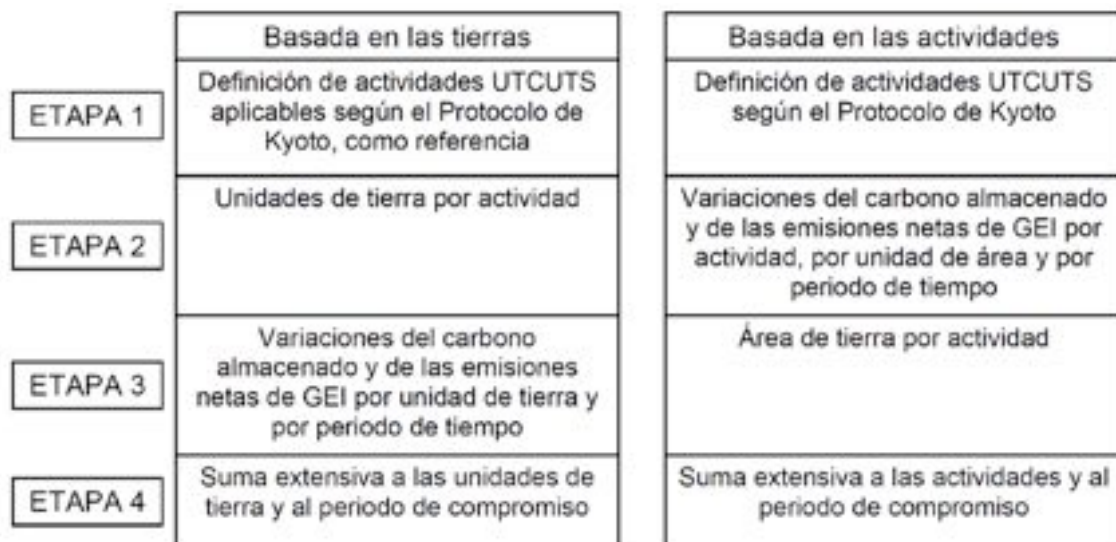 Basada en las tierras
Basada en las actividades
ETAPA 1
Definición de actividades UTCUTS
aplicables según el Protocolo de
Kyoto, como referencia
Definición de actividades UTCUTS
según el Protocolo de Kyoto
ETAPA 2
Unidades de tierra por actividad
Variaciones del carbono almacenado
y de las emisiones netas de GEI por
actividad, por unidad de área y por
periodo de tiempo
ETAPA 3
Variaciones del carbono
almacenado y de las emisiones
netas de GEI por unidad de tierra y
por periodo de tiempo
Área de tierra por actividad
ETAPA 4
Suma extensiva a las unidades de
tierra y al periodo de compromiso
Suma extensiva a las actividades y al
periodo de compromiso